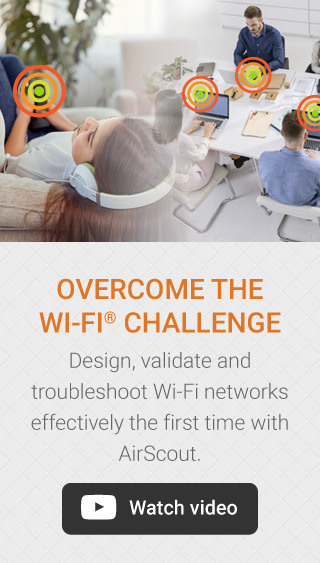 OVERCOME THE
WI-FI® CHALLENGE
Design, validate and
troubleshoot Wi-Fi networks
effectively the first time with
AirScout.
Watch video